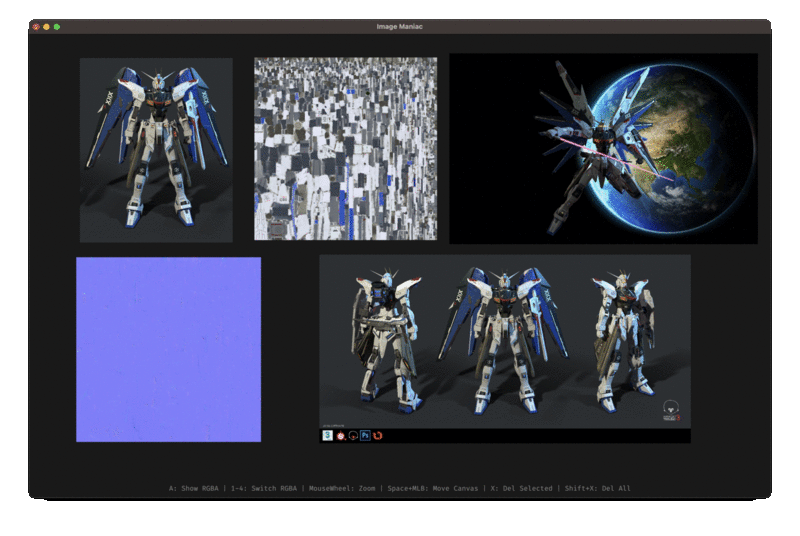 Image Maniac
Ps
A: Show RGBA | 1-4: Switch RGBA | MouseWheel: Zoom | Space+MLB: Move Canvas | X: Del Selected | Shift+X: Del All